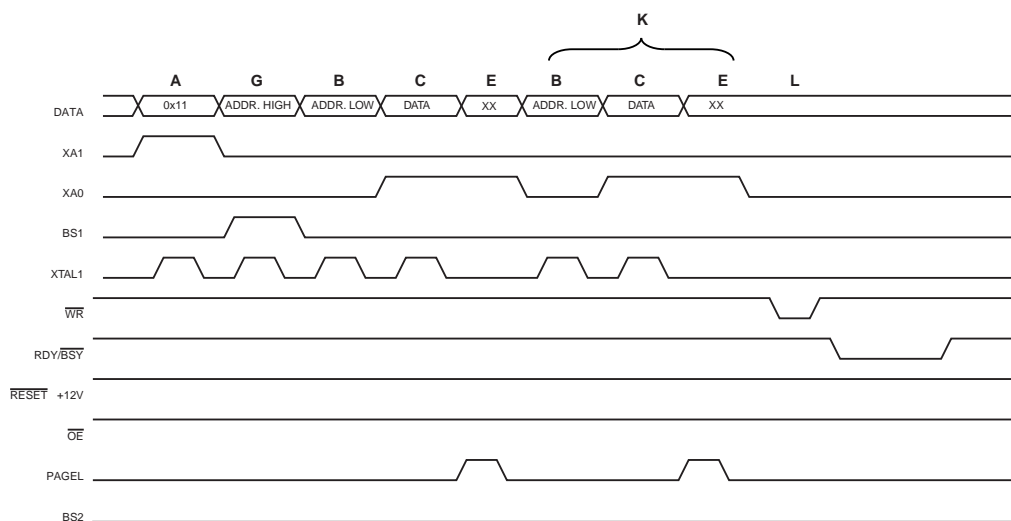 K
A G B C E B C E L
DATA 0x11 ADDR. HIGH ADDR. LOW DATA XX ADDR. LOW DATA XX
XA1
XA0
BS1
XTAL1
WR
RDY/BSY
RESET +12V
OE
PAGEL
BS2